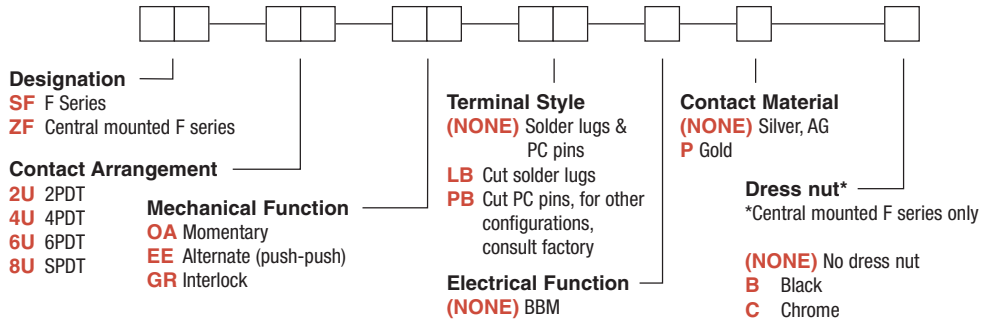 Designation
SF F Series
ZF Central mounted F series
Contact Arrangement
2U 2PDT
4U 4PDT
6U 6PDT
8U SPDT
Mechanical Function
OA Momentary
EE Alternate (push-push)
GR Interlock
Terminal Style
(NONE) Solder lugs &
PC pins
LB Cut solder lugs
PB Cut PC pins, for other
configurations,
consult factory
Electrical Function
(NONE) BBM
Contact Material
(NONE) Silver, AG
P Gold
Dress nut*
*Central mounted F series only
(NONE) No dress nut
B Black
C Chrome